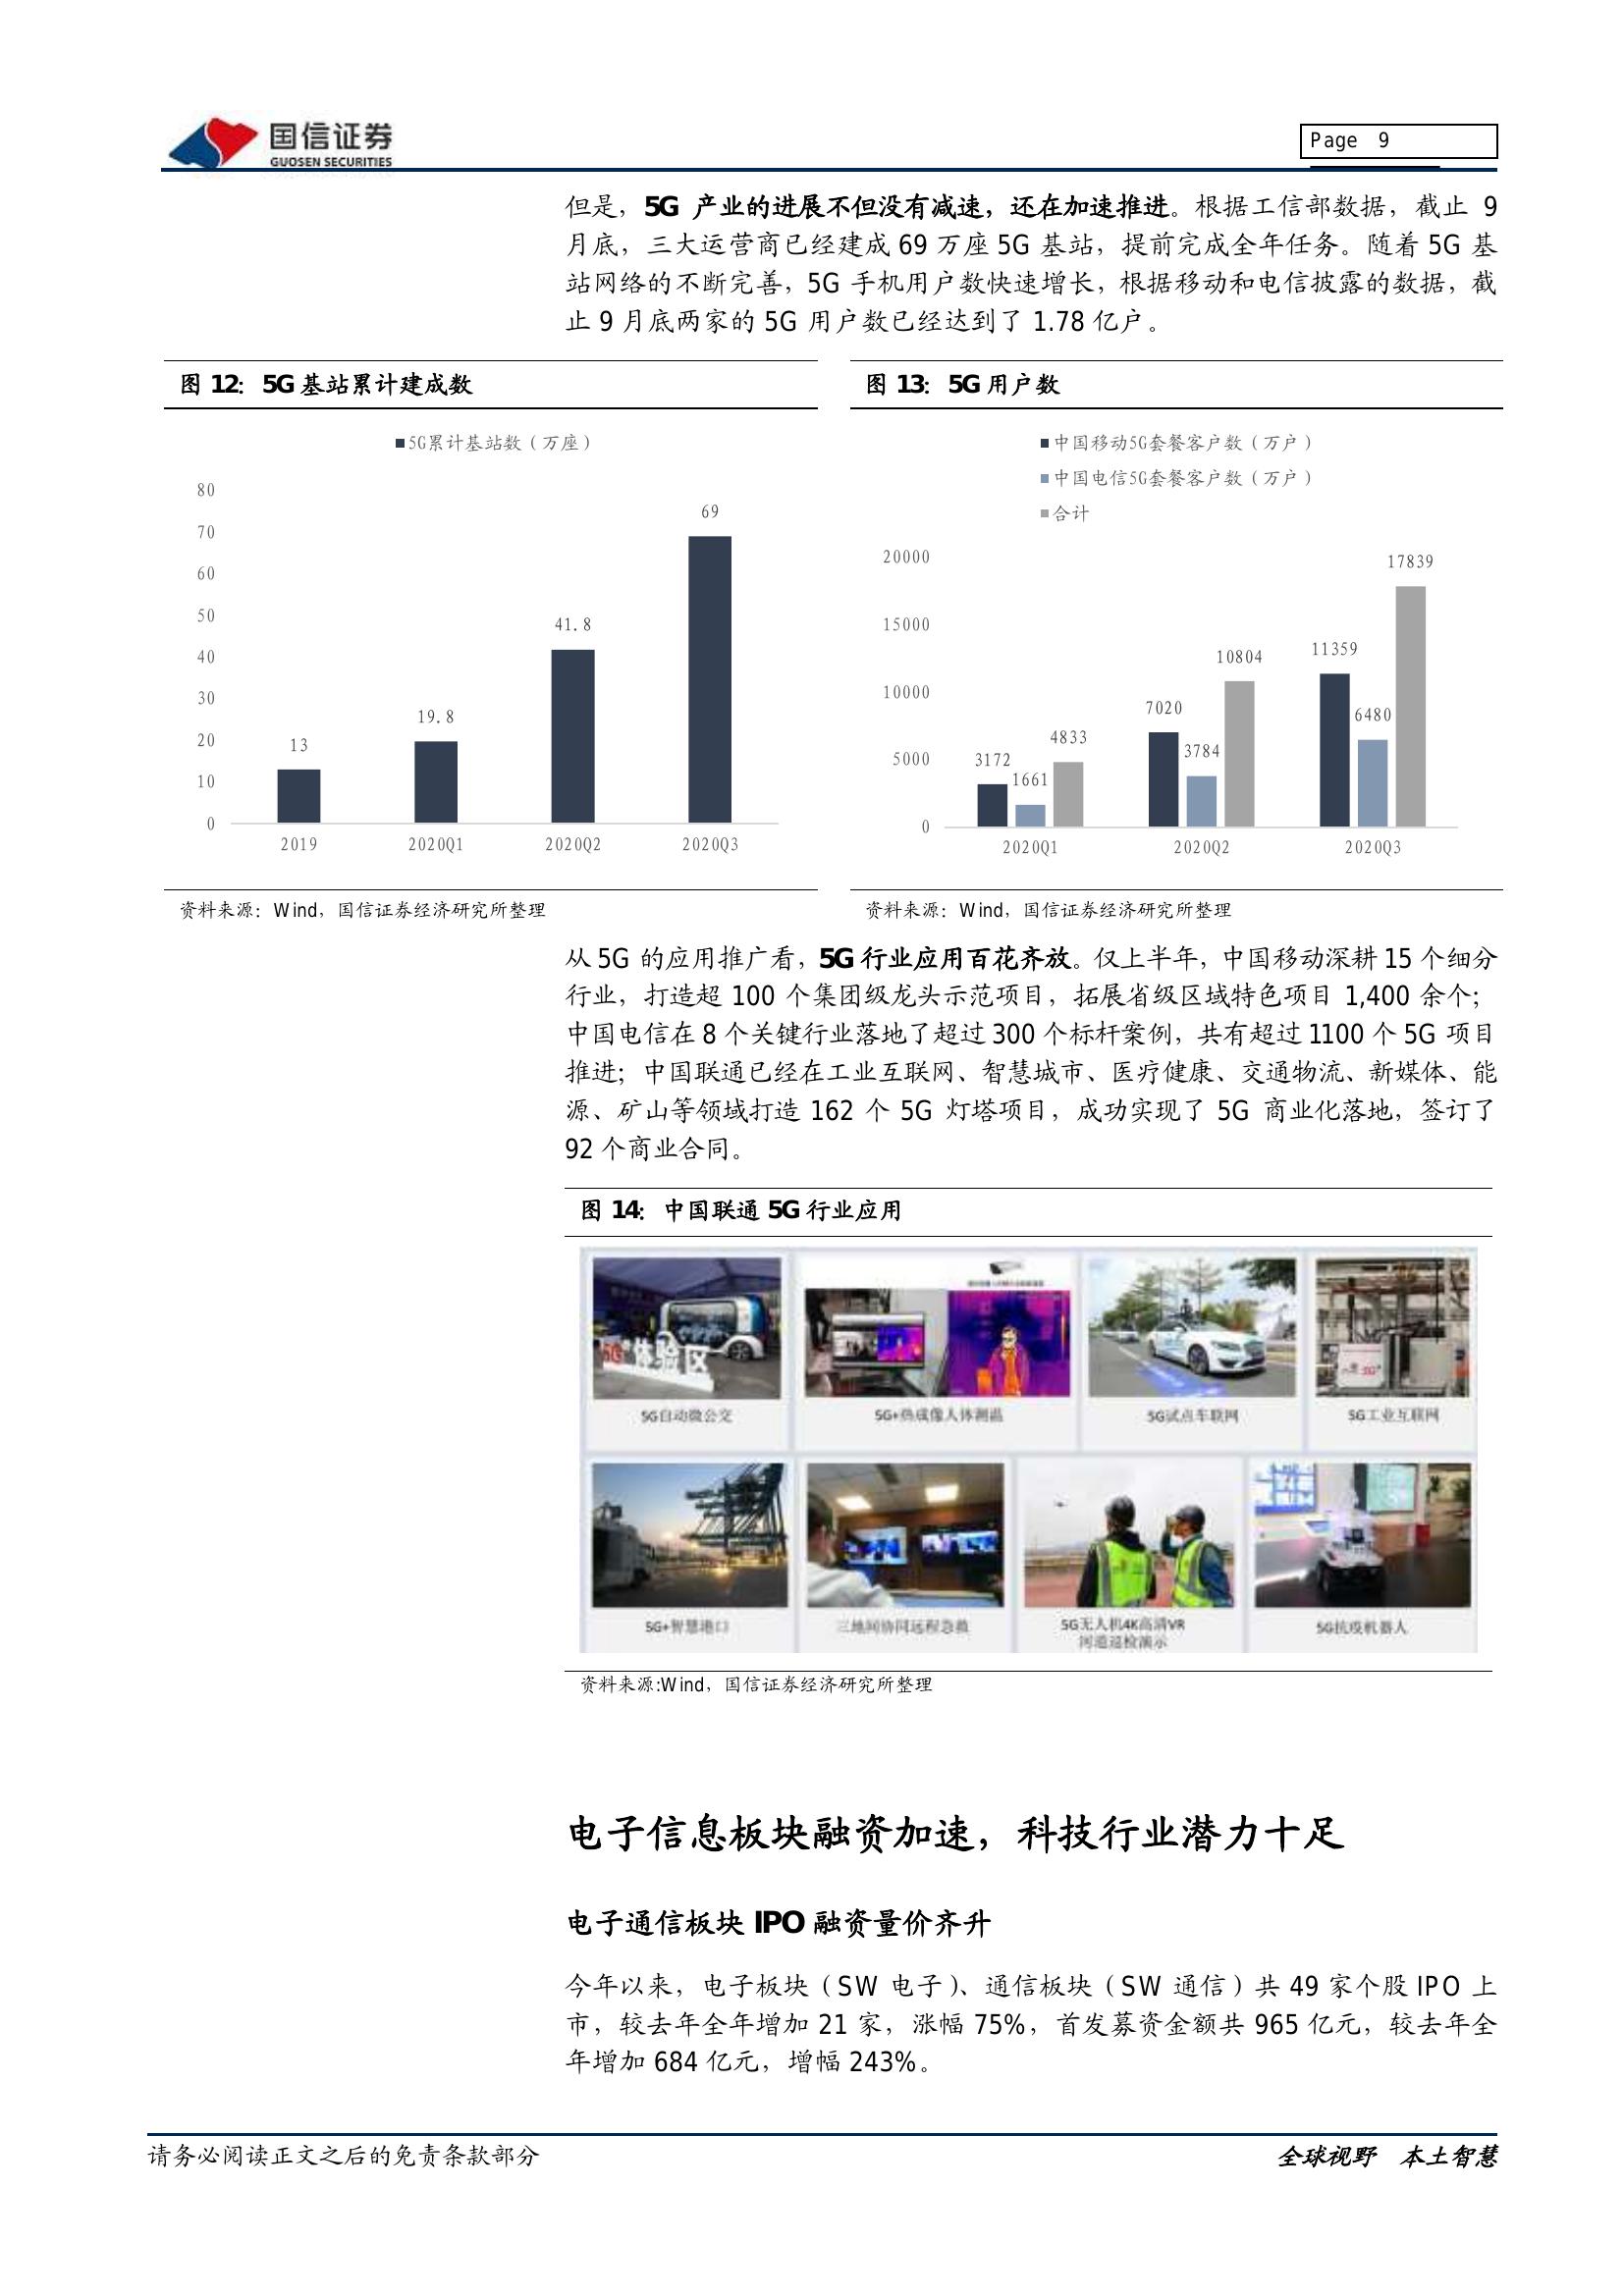 国信证券
GUOSEN SECURITIES
Page 9
但是，5G 产业的进展不但没有减速，还在加速推进。根据工信部数据，截止 9
月底，三大运营商已经建成 69 万座 5G 基站，提前完成全年任务。随着 5G 基
站网络的不断完善，5G 手机用户数快速增长，根据移动和电信披露的数据，截
止 9 月底两家的 5G 用户数已经达到了 1.78 亿户。
图 12：5G 基站累计建成数
5G累计基站数（万座）
80
70
60
50
40
30
20
10
0
13
19.8
41.8
69
2019
2020Q1
2020Q2
2020Q3
资料来源：Wind，国信证券经济研究所整理
图 13：5G 用户数
中国移动5G套餐客户数（万户）
中国电信5G套餐客户数（万户）
合计
20000
15000
10000
5000
0
3172
1661
4833
7020
3784
10804
11359
6480
17839
2020Q1
2020Q2
2020Q3
资料来源：Wind，国信证券经济研究所整理
从 5G 的应用推广看，5G 行业应用百花齐放。仅上半年，中国移动深耕 15 个细分
行业，打造超 100 个集团级龙头示范项目，拓展省级区域特色项目 1,400 余个；
中国电信在 8 个关键行业落地了超过 300 个标杆案例，共有超过 1100 个 5G 项目
推进；中国联通已经在工业互联网、智慧城市、医疗健康、交通物流、新媒体、能
源、矿山等领域打造 162 个 5G 灯塔项目，成功实现了 5G 商业化落地，签订了
92 个商业合同。
图 14：中国联通 5G 行业应用
5G 体验区
5G自动微公交
5G+热成像人体测温
5G试点车联网
5G工业互联网
5G+智慧港口
三地间协同远程急救
5G无人机4K高清VR
河道巡检演示
5G抗疫机器人
资料来源:Wind，国信证券经济研究所整理
电子信息板块融资加速，科技行业潜力十足
电子通信板块 IPO 融资量价齐升
今年以来，电子板块（SW 电子）、通信板块（SW 通信）共 49 家个股 IPO 上
市，较去年全年增加 21 家，涨幅 75%，首发募资金额共 965 亿元，较去年全
年增加 684 亿元，增幅 243%。
请务必阅读正文之后的免责条款部分
全球视野 本土智慧